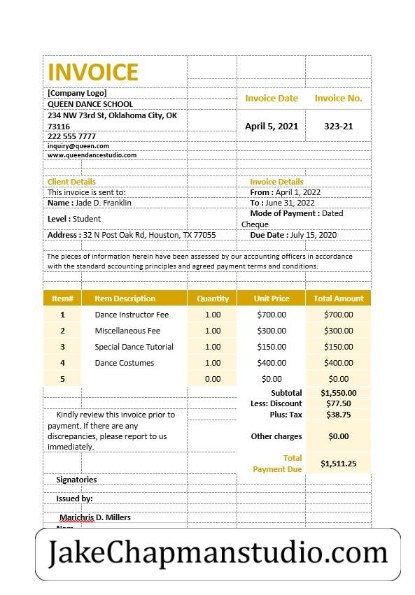 INVOICE
[Company Logo]
QUEEN DANCE SCHOOL
Invoice Date Invoice No.
234 NW 73rd St, Oklahoma City, OK
73116
April 5, 2021 323-21
222 555 7777
inquiry@queen.com
www.queendancestudio.com
Client Details Invoice Details
This invoice is sent to: From : April 1, 2022
Name : Jade D. Franklin To : June 31, 2022
Level : Student Mode of Payment : Dated
Cheque
Address : 32 N Post Oak Rd, Houston, TX 77055 Due Date : July 15, 2020
The pieces of information herein have been assessed by our accounting officers in accordance
with the standard accounting principles and agreed payment terms and conditions.
Item# Item Description Quantity Unit Price Total Amount
1 Dance Instructor Fee 1.00 $700.00 $700.00
2 Miscellaneous Fee 1.00 $300.00 $300.00
3 Special Dance Tutorial 1.00 $150.00 $150.00
4 Dance Costumes 1.00 $400.00 $400.00
5 0.00 $0.00 $0.00
Subtotal $1,550.00
Less: Discount $77.50
Plus: Tax $38.75
Kindly review this invoice prior to
payment. If there are any
discrepancies, please report to us
immediately.
Other charges $0.00
Total
Payment Due $1,511.25
Signatories
Issued by:
Marichris D. Millers
JakeChapmanstudio.com